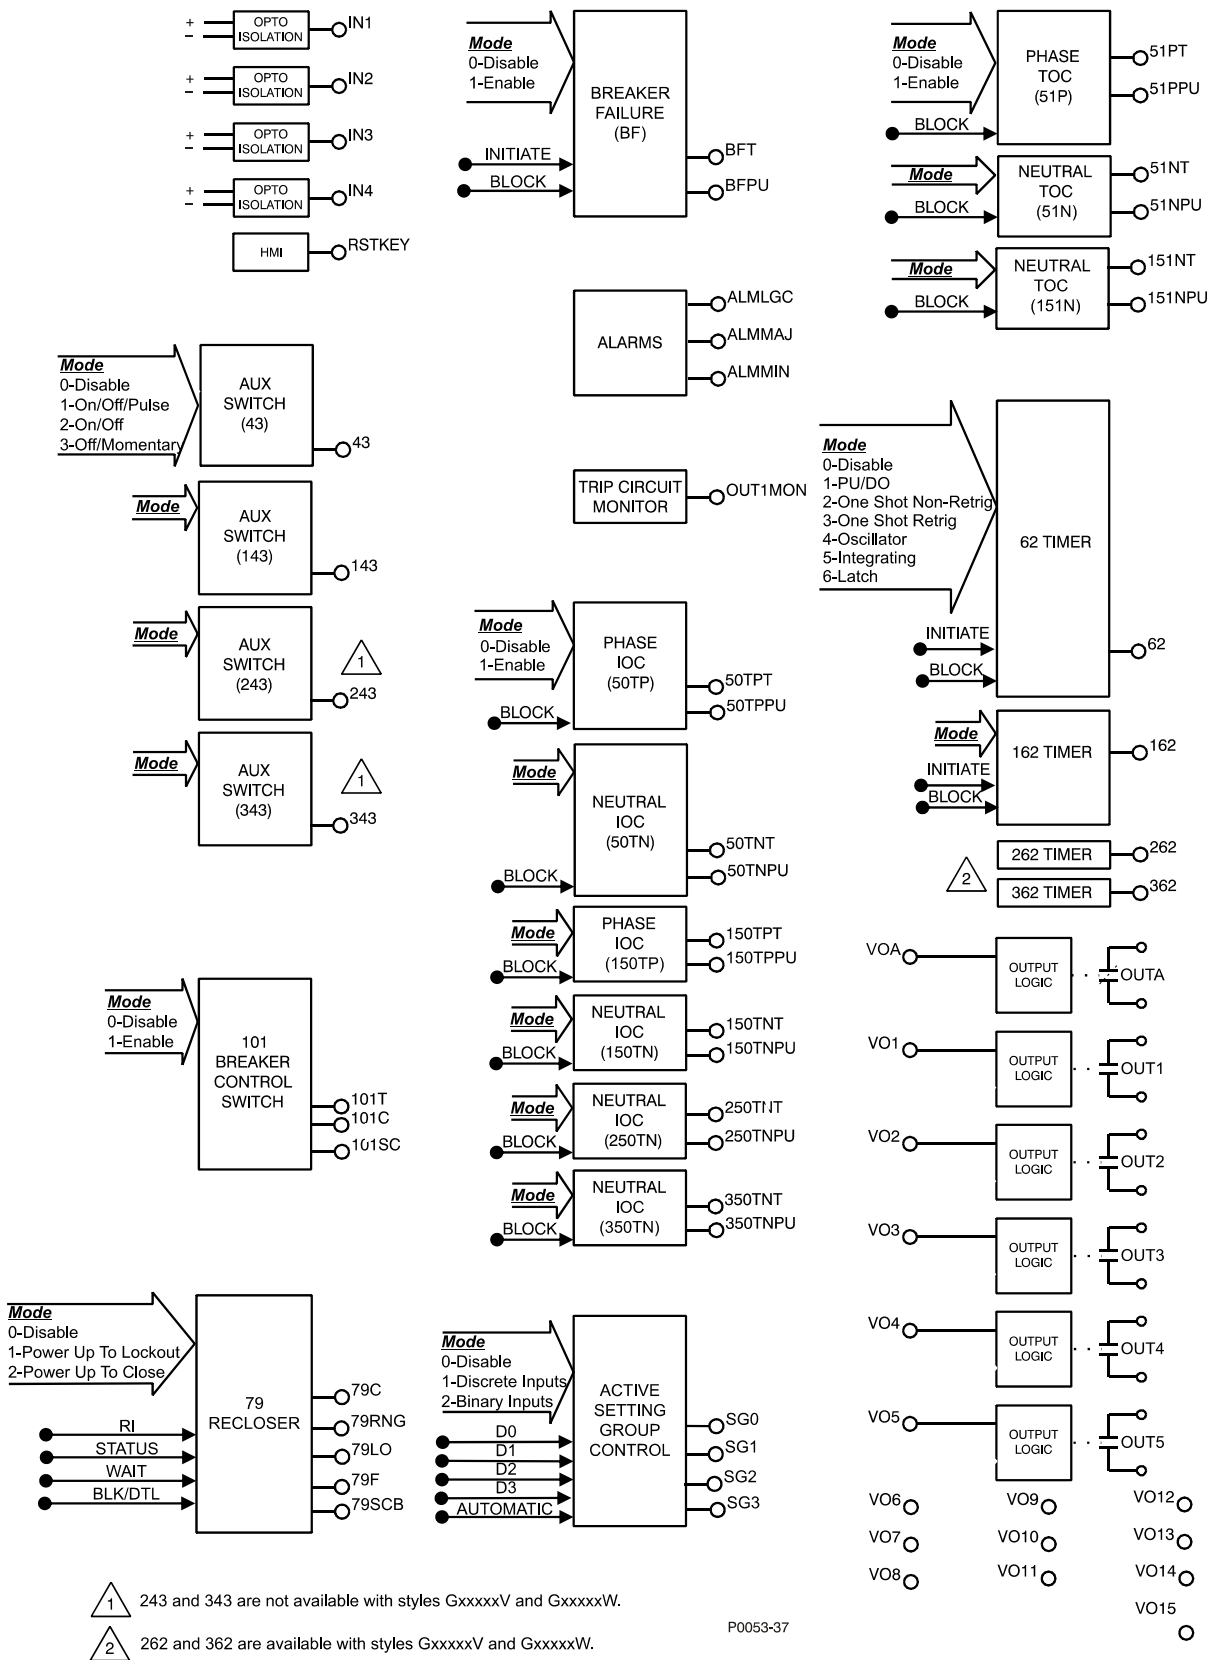 +
−
OPTO
ISOLATION
IN1
+
−
OPTO
ISOLATION
IN2
+
−
OPTO
ISOLATION
IN3
+
−
OPTO
ISOLATION
IN4
HMI
RSTKEY
Mode
0-Disable
1-On/Off/Pulse
2-On/Off
3-Off/Momentary
AUX
SWITCH
(43)
43
Mode
AUX
SWITCH
(143)
143
Mode
AUX
SWITCH
(243)
1
243
Mode
AUX
SWITCH
(343)
1
343
Mode
0-Disable
1-Enable
101
BREAKER
CONTROL
SWITCH
101T
101C
101SC
Mode
0-Disable
1-Power Up To Lockout
2-Power Up To Close
RI
STATUS
WAIT
BLK/DTL
79
RECLOSER
79C
79RNG
79LO
79F
79SCB
Mode
0-Disable
1-Enable
INITIATE
BLOCK
BREAKER
FAILURE
(BF)
BFT
BFPU
ALARMS
ALMLGC
ALMMAJ
ALMMIN
TRIP CIRCUIT
MONITOR
OUT1MON
Mode
0-Disable
1-Enable
BLOCK
PHASE
IOC
(50TP)
50TPT
50TPPU
Mode
BLOCK
NEUTRAL
IOC
(50TN)
50TNT
50TNPU
Mode
BLOCK
PHASE
IOC
(150TP)
150TPT
150TPPU
Mode
BLOCK
NEUTRAL
IOC
(150TN)
150TNT
150TNPU
Mode
BLOCK
NEUTRAL
IOC
(250TN)
250TNT
250TNPU
Mode
BLOCK
NEUTRAL
IOC
(350TN)
350TNT
350TNPU
Mode
0-Disable
1-Discrete Inputs
2-Binary Inputs
D0
D1
D2
D3
AUTOMATIC
ACTIVE
SETTING
GROUP
CONTROL
SG0
SG1
SG2
SG3
Mode
0-Disable
1-Enable
BLOCK
PHASE
TOC
(51P)
51PT
51PPU
Mode
BLOCK
NEUTRAL
TOC
(51N)
51NT
51NPU
Mode
BLOCK
NEUTRAL
TOC
(151N)
151NT
151NPU
Mode
0-Disable
1-PU/DO
2-One Shot Non-Retrig
3-One Shot Retrig
4-Oscillator
5-Integrating
6-Latch
INITIATE
BLOCK
62 TIMER
62
Mode
INITIATE
BLOCK
162 TIMER
162
2
262 TIMER
262
362 TIMER
362
VOA
OUTPUT
LOGIC
OUTA
VO1
OUTPUT
LOGIC
OUT1
VO2
OUTPUT
LOGIC
OUT2
VO3
OUTPUT
LOGIC
OUT3
VO4
OUTPUT
LOGIC
OUT4
VO5
OUTPUT
LOGIC
OUT5
VO6
VO9
VO12
VO7
VO10
VO13
VO8
VO11
VO14
VO15
1 243 and 343 are not available with styles GxxxxxV and GxxxxxW.
2 262 and 362 are available with styles GxxxxxV and GxxxxxW.
P0053-37